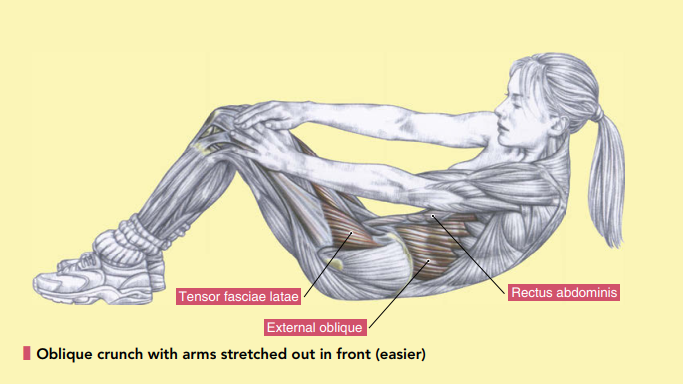 Tensor fasciae latae
Rectus abdominis
External oblique
Oblique crunch with arms stretched out in front (easier)